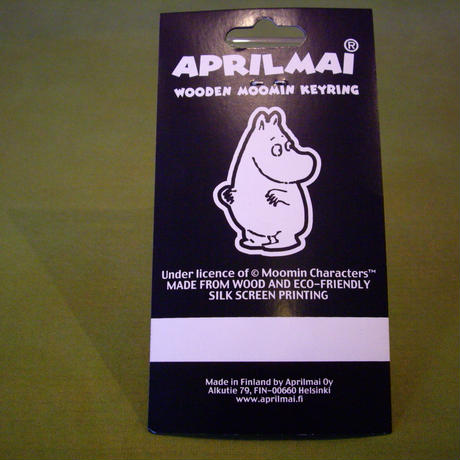 APRILMAI®
WOODEN MOOMIN KEYRING
Under licence of © Moomin Characters™
MADE FROM WOOD AND ECO-FRIENDLY
SILK SCREEN PRINTING
Made in Finland by Aprilmai Oy
Alkutie 79, FIN-00660 Helsinki
www.aprilmai.fi